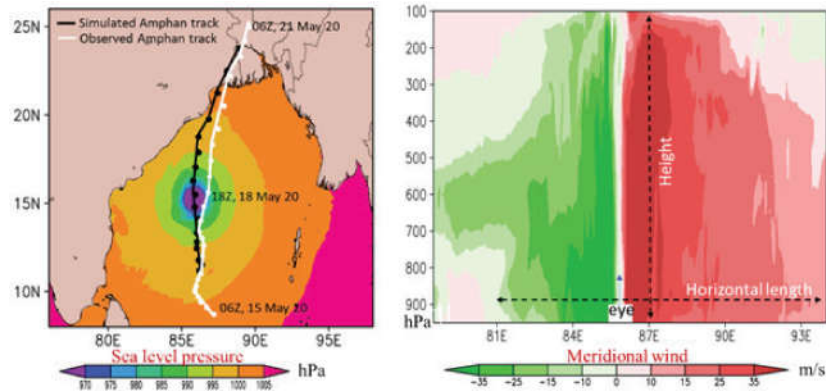 Simulated Amphan track
Observed Amphan track
06Z, 21 May 20
25N
20N
15N
10N
18Z, 18 May 20
06Z, 15 May 20
80E 85E 90E 95E
Sea level pressure
hPa
970 975 980 985 990 995 1000 1005
100
200
300
400
500
600
700
800
900
hPa
Height
Horizontal length
eye
81E 84E 87E 90E 93E
Meridional wind
m/s
-35 -25 -15 -10 0 10 15 25 35